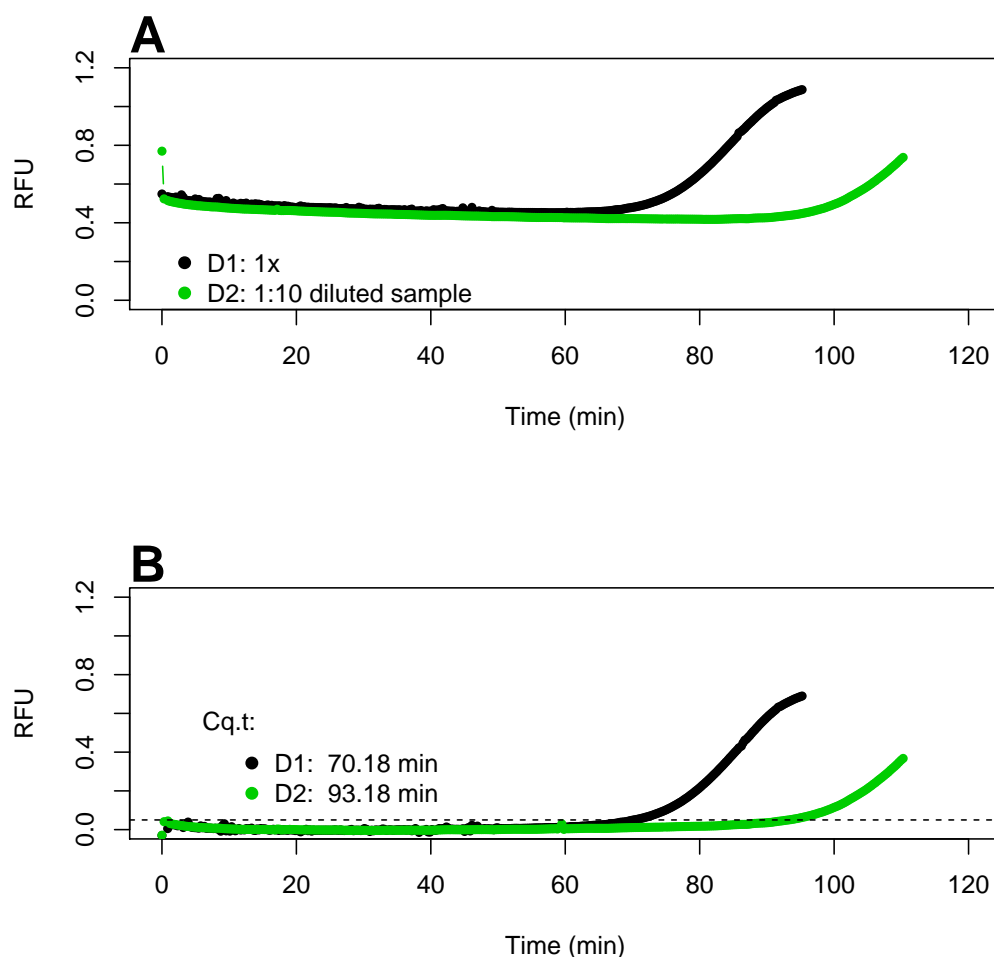 A
1.2
0.8
0.4
0.0
RFU
D1: 1x
D2: 1:10 diluted sample
0 20 40 60 80 100 120
Time (min)
B
1.2
0.8
0.4
0.0
RFU
Cq.t:
D1: 70.18 min
D2: 93.18 min
0 20 40 60 80 100 120
Time (min)